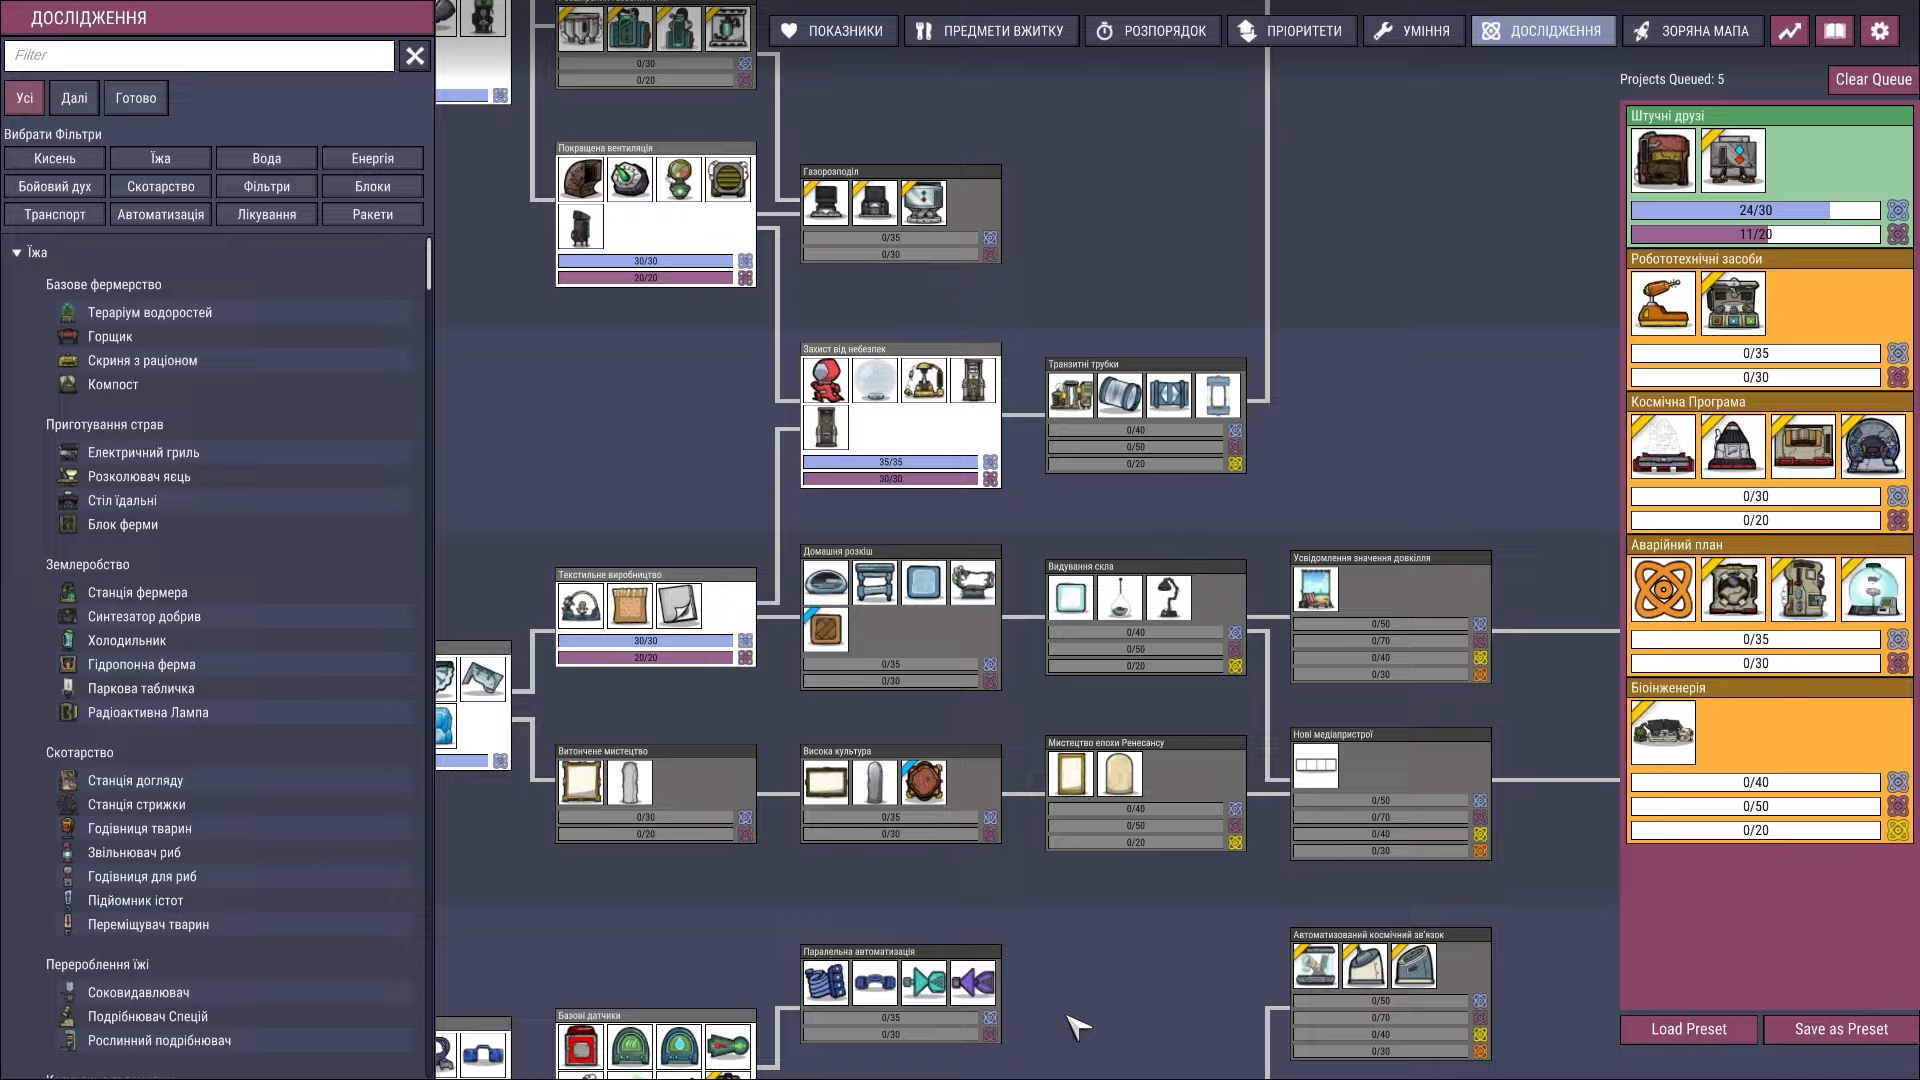 ДОСЛІДЖЕННЯ
Filter
Усі
Далі
Готово
Вибрати Фільтри
Кисень
Їжа
Вода
Енергія
Бойовий дух
Скотарство
Фільтри
Блоки
Транспорт
Автоматизація
Лікування
Ракети
Їжа
Базове фермерство
Тераріум водоростей
Горщик
Скриня з раціоном
Компост
Приготування страв
Електричний гриль
Розколювач яєць
Стіл їдальні
Блок ферми
Землеробство
Станція фермера
Синтезатор добрив
Холодильник
Гідропонна ферма
Паркова табличка
Радіоактивна Лампа
Скотарство
Станція догляду
Станція стрижки
Годівниця тварин
Звільнювач риб
Годівниця для риб
Підйомник істот
Переміщувач тварин
Перероблення їжі
Соковидавлювач
Подрібнювач Спецій
Рослинний подрібнювач
ПОКАЗНИКИ
ПРЕДМЕТИ ВЖИТКУ
РОЗПОРЯДОК
ПРІОРИТЕТИ
УМІННЯ
ДОСЛІДЖЕННЯ
ЗОРЯНА МАПА
0/30
0/20
Покращена вентиляція
30/30
20/20
Газорозподіл
0/35
0/30
Захист від небезпек
35/35
30/30
Транзитні трубки
0/40
0/50
0/20
Текстильне виробництво
30/30
20/20
Домашня розкіш
0/35
0/30
Видування скла
0/40
0/50
0/20
Усвідомлення значення довкілля
0/50
0/70
0/40
0/30
Витончене мистецтво
0/30
0/20
Висока культура
0/35
0/30
Мистецтво епохи Ренесансу
0/40
0/50
0/20
Нові медіапристрої
0/50
0/70
0/40
0/30
Паралельна автоматизація
0/35
0/30
Автоматизований космічний зв'язок
0/50
0/70
0/40
0/30
Базові датчики
Projects Queued: 5
Clear Queue
Штучні друзі
24/30
11/20
Робототехнічні засоби
0/35
0/30
Космічна Програма
0/30
0/20
Аварійний план
0/35
0/30
Біоінженерія
0/40
0/50
0/20
Load Preset
Save as Preset